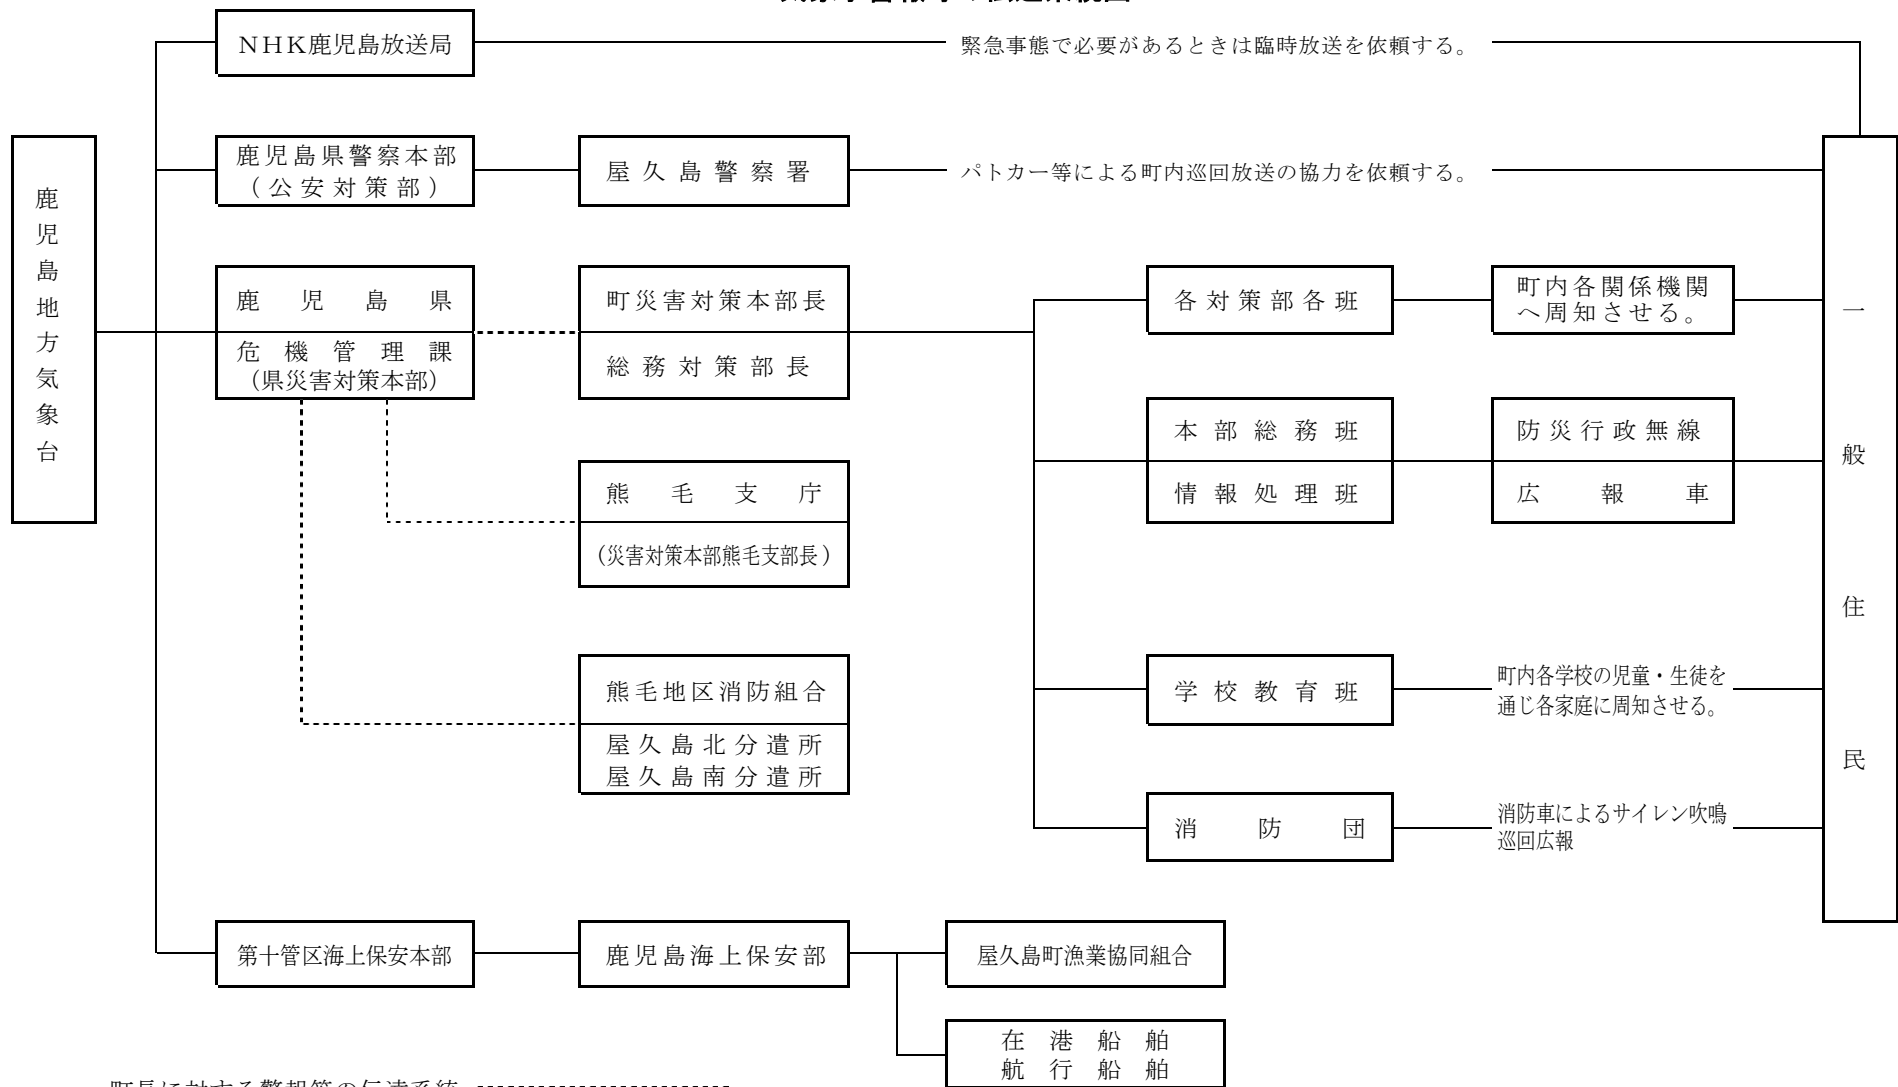 NHK鹿児島放送局
緊急事態で必要があるときは臨時放送を依頼する。
鹿児島地方気象台
鹿児島県警察本部
(公安対策部)
屋久島警察署
パトカー等による町内巡回放送の協力を依頼する。
鹿児島県
危機管理課
(県災害対策本部)
町災害対策本部長
総務対策部長
各対策部各班
町内各関係機関
へ周知させる。
一般住民
本部総務班
情報処理班
防災行政無線
広報車
熊毛支庁
(災害対策本部熊毛支部長)
熊毛地区消防組合
屋久島北分遣所
屋久島南分遣所
学校教育班
町内各学校の児童・生徒を
通じ各家庭に周知させる。
消防団
消防車によるサイレン吹鳴
巡回広報
第十管区海上保安本部
鹿児島海上保安部
屋久島町漁業協同組合
在港船舶
航行船舶
町長に対する警報等の伝達系統